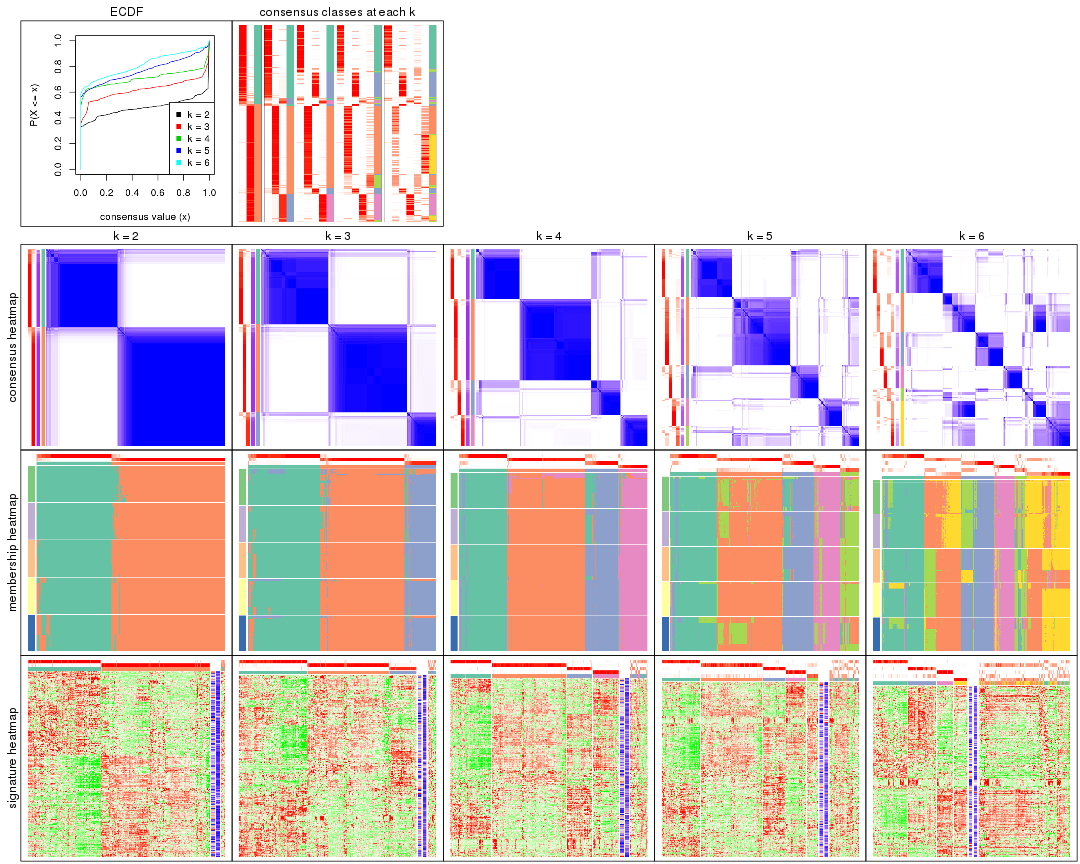 ECDF
consensus classes at each k
P(X <= x)
0.0 0.2 0.4 0.6 0.8 1.0
k = 2
k = 3
k = 4
k = 5
k = 6
0.0 0.2 0.4 0.6 0.8 1.0
consensus value (x)
k = 2 k = 3 k = 4 k = 5 k = 6
consensus heatmap
membership heatmap
signature heatmap